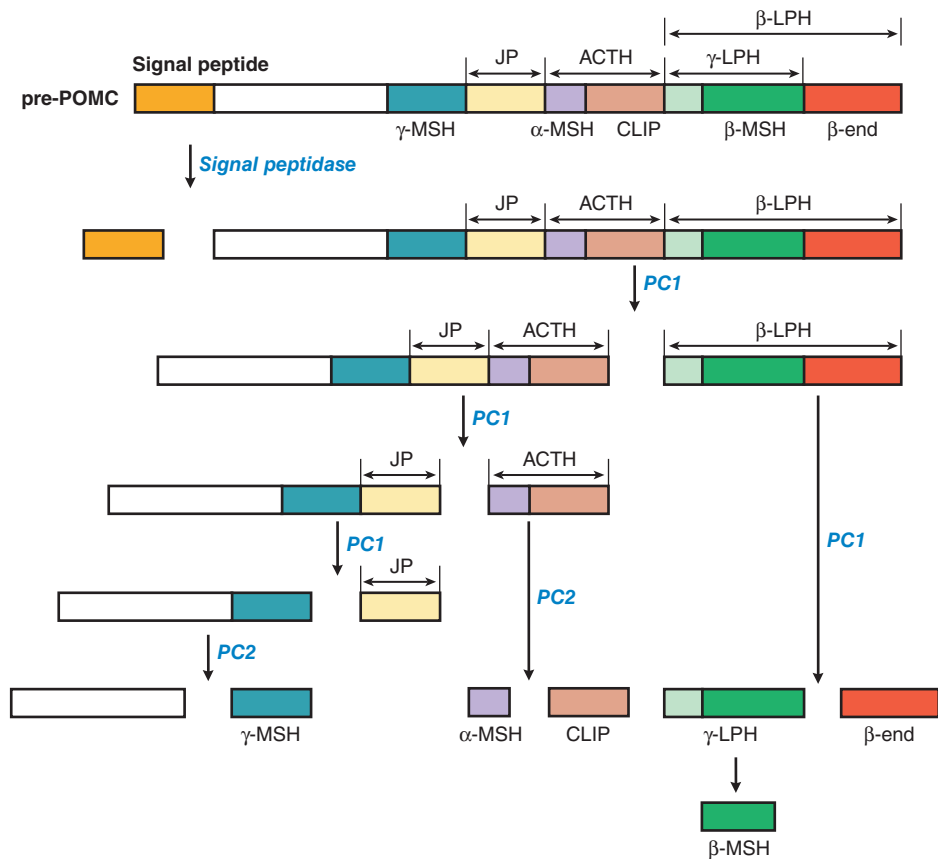 β-LPH
Signal peptide JP ACTH γ-LPH
pre-POMC
γ-MSH α-MSH CLIP β-MSH β-end
Signal peptidase
JP ACTH β-LPH
PC1
JP ACTH β-LPH
PC1
JP ACTH
PC1 PC1
JP
PC2
PC2
γ-MSH α-MSH CLIP γ-LPH β-end
β-MSH